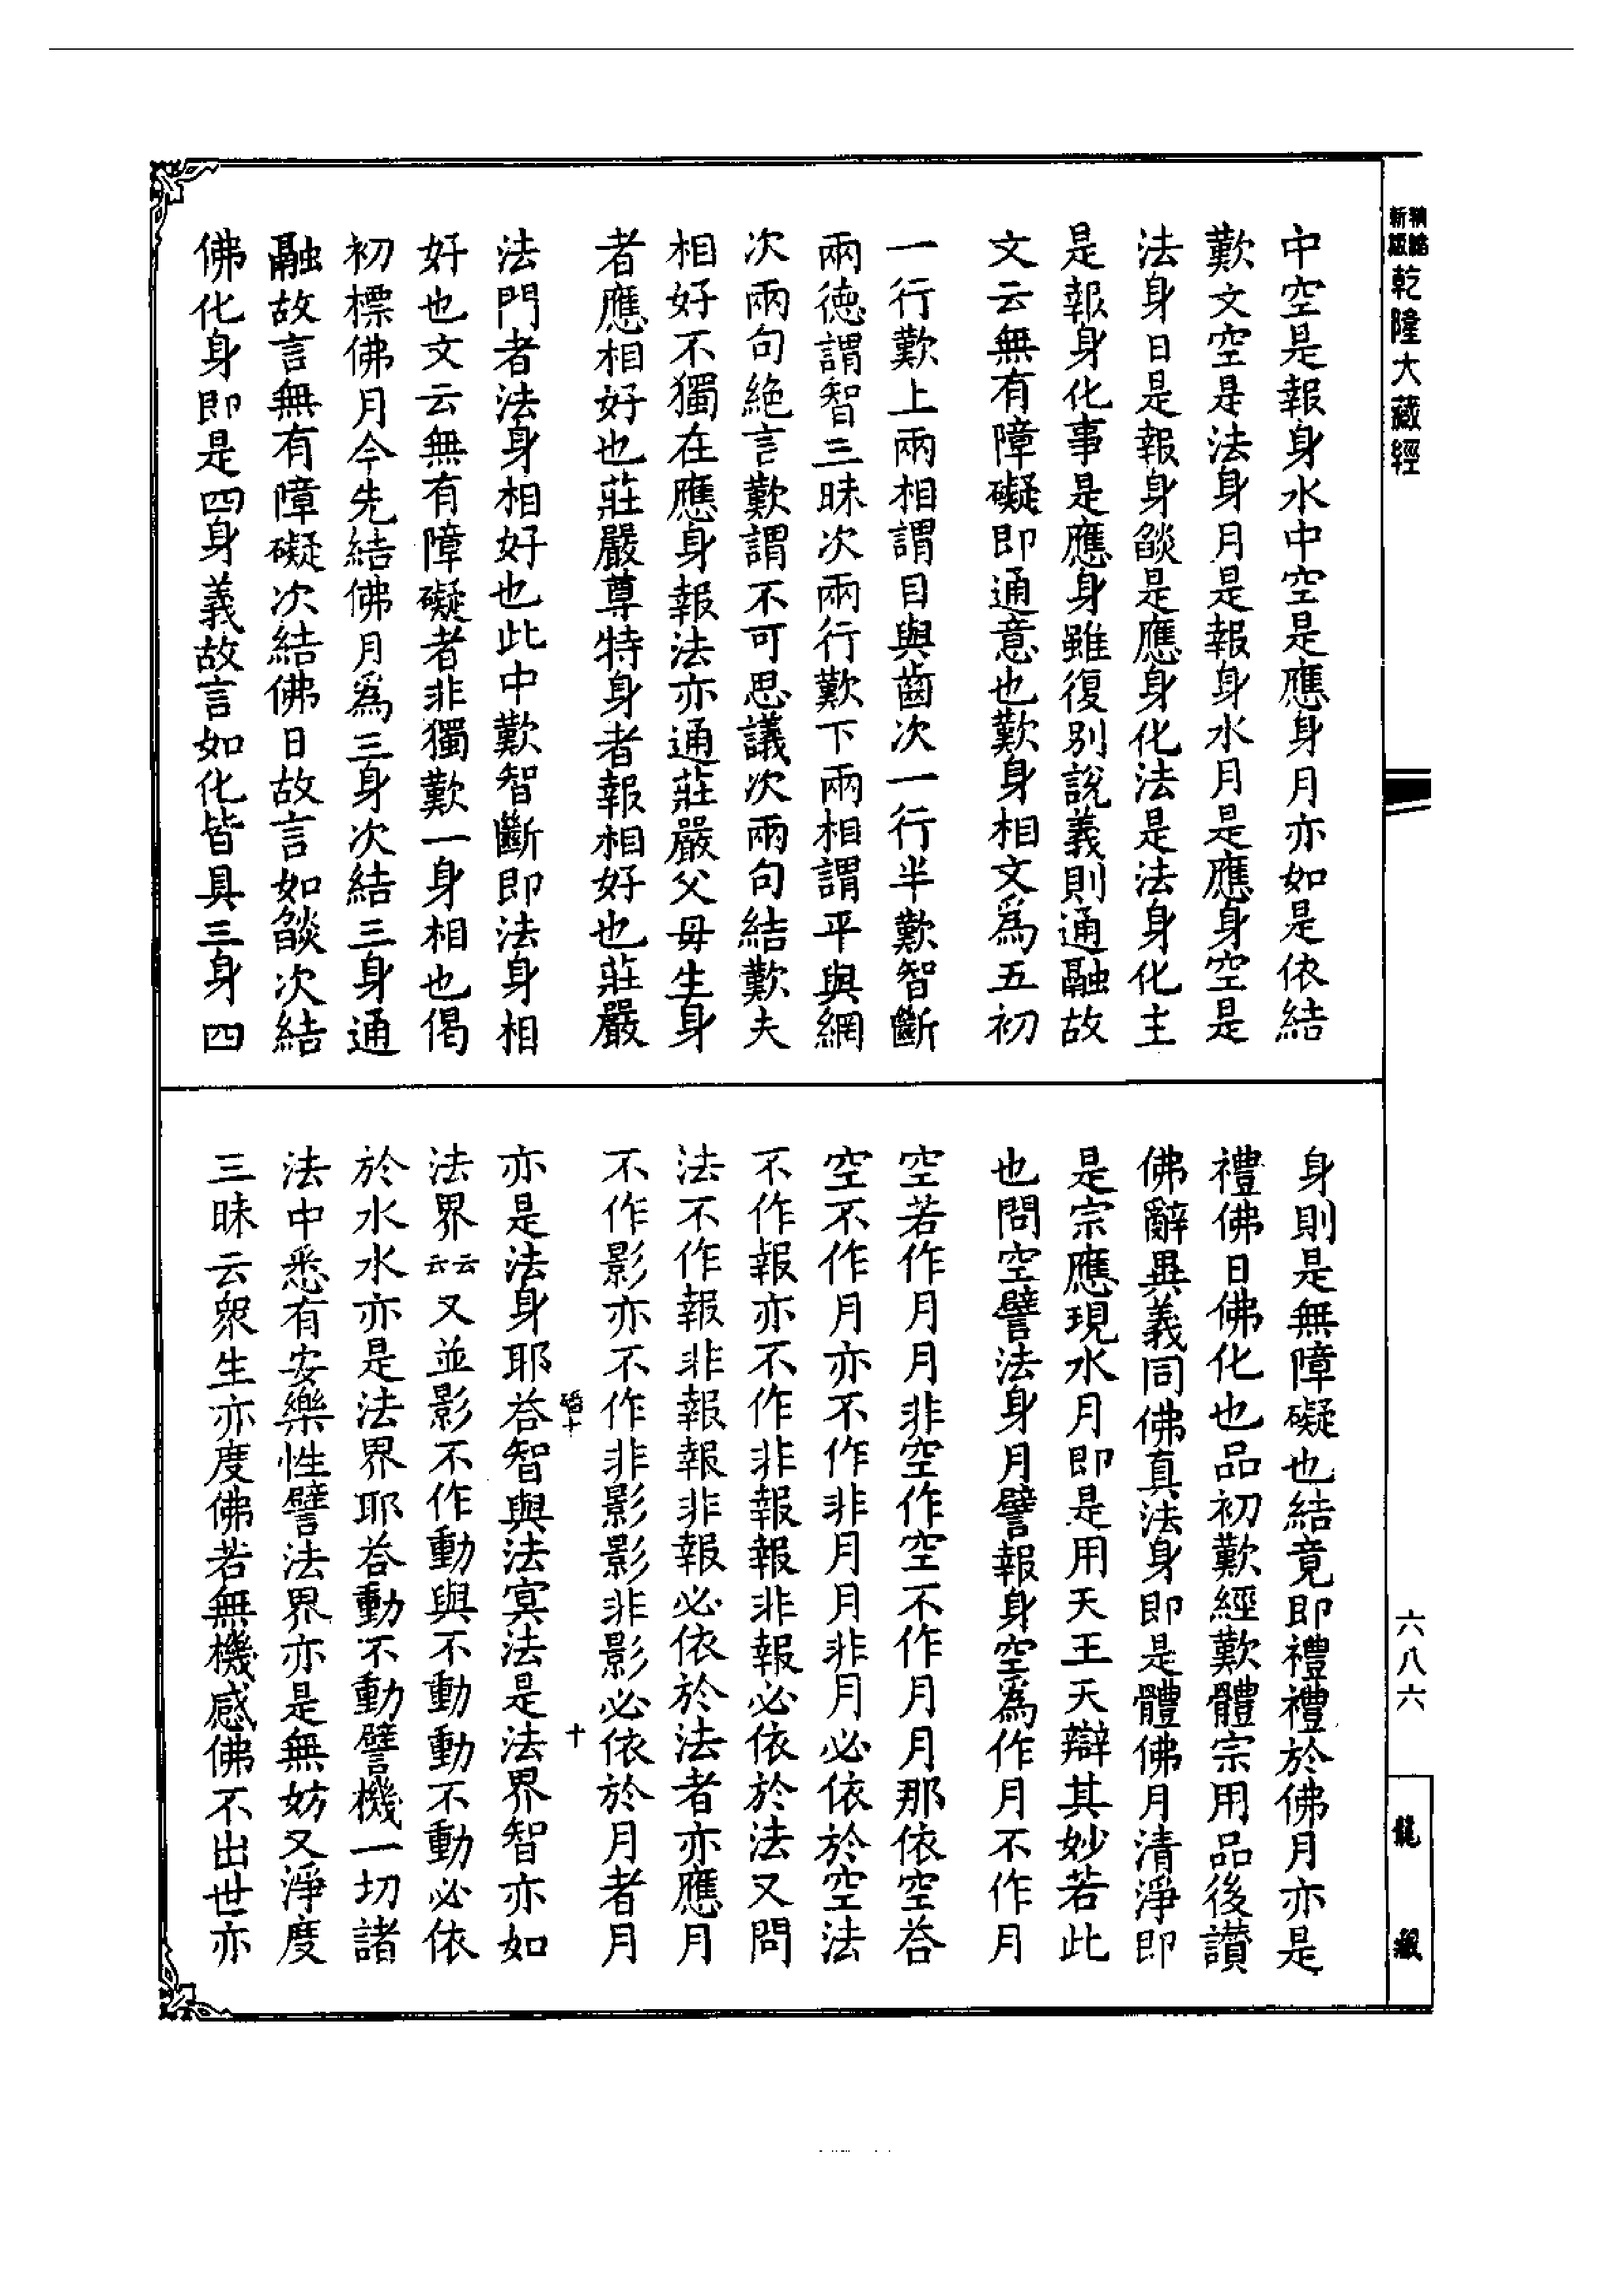 乾隆大藏經
中空是報身水中空是應身月亦如是依結
歎文空是法身月是報身水月是應身空是
法身日是報身燄是應身化法是法身化主
是報身化事是應身雖復別說義則通融故
文云無有障礙即通意也歎身相文為五初
一行歎上兩相謂目與齒次一行半歎智斷
兩德謂智三昧次兩行歎下兩相謂平與網
次兩句絶言歎謂不可思議次兩句結歎夫
相好不獨在應身報法亦通莊嚴父母生身
者應相好也莊嚴尊特身者報相好也莊嚴
法門者法身相好也此中歎智斷即法身相
好也文云無有障礙者非獨歎一身相也偈
初標佛月今先結佛月為三身次結三身通
融故言無有障礙次結佛日故言如燄次結
佛化身即是四身義故言如化皆具三身四
身則是無障礙也結竟即禮禮於佛月亦是
禮佛日佛化也品初歎經歎體宗用品後讚
佛辭異義同佛真法身即是體佛月清淨即
是宗應現水月即是用天王天辯其妙若此
也問空譬法身月譬報身空為作月不作月
空若作月月非空作空不作月月那依空荅
空不作月亦不作非月月非月必依於空法
不作報亦不作非報報非報必依於法又問
法不作報非報報非報必依於法者亦應月
不作影亦不作非影影非影必依於月者月
亦是法身耶荅智與法冥法是法界智亦如
法界云云又並影不作動與不動動不動必依
於水水亦是法界耶荅動不動譬機一切諸
法中悉有安樂性譬法界亦是無妨又淨度
三昧云衆生亦度佛若無機感佛不出世亦
十
六八六
龍